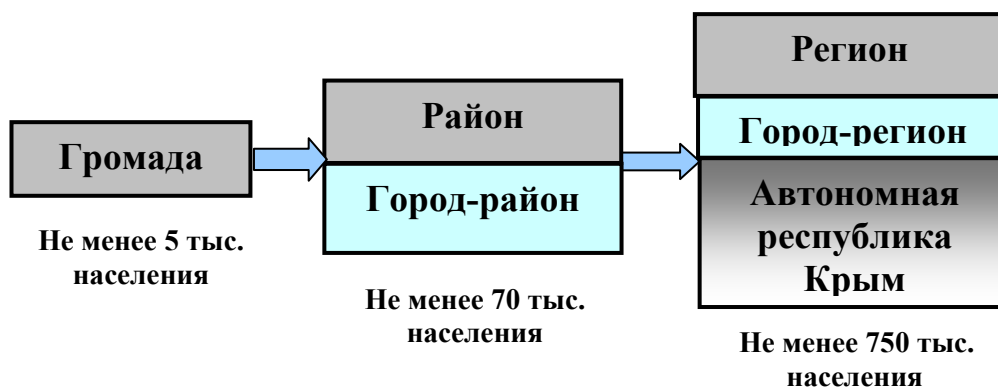 Громада
Не менее 5 тыс.
населения
Район
Город-район
Не менее 70 тыс.
населения
Регион
Город-регион
Автономная
республика
Крым
Не менее 750 тыс.
населения